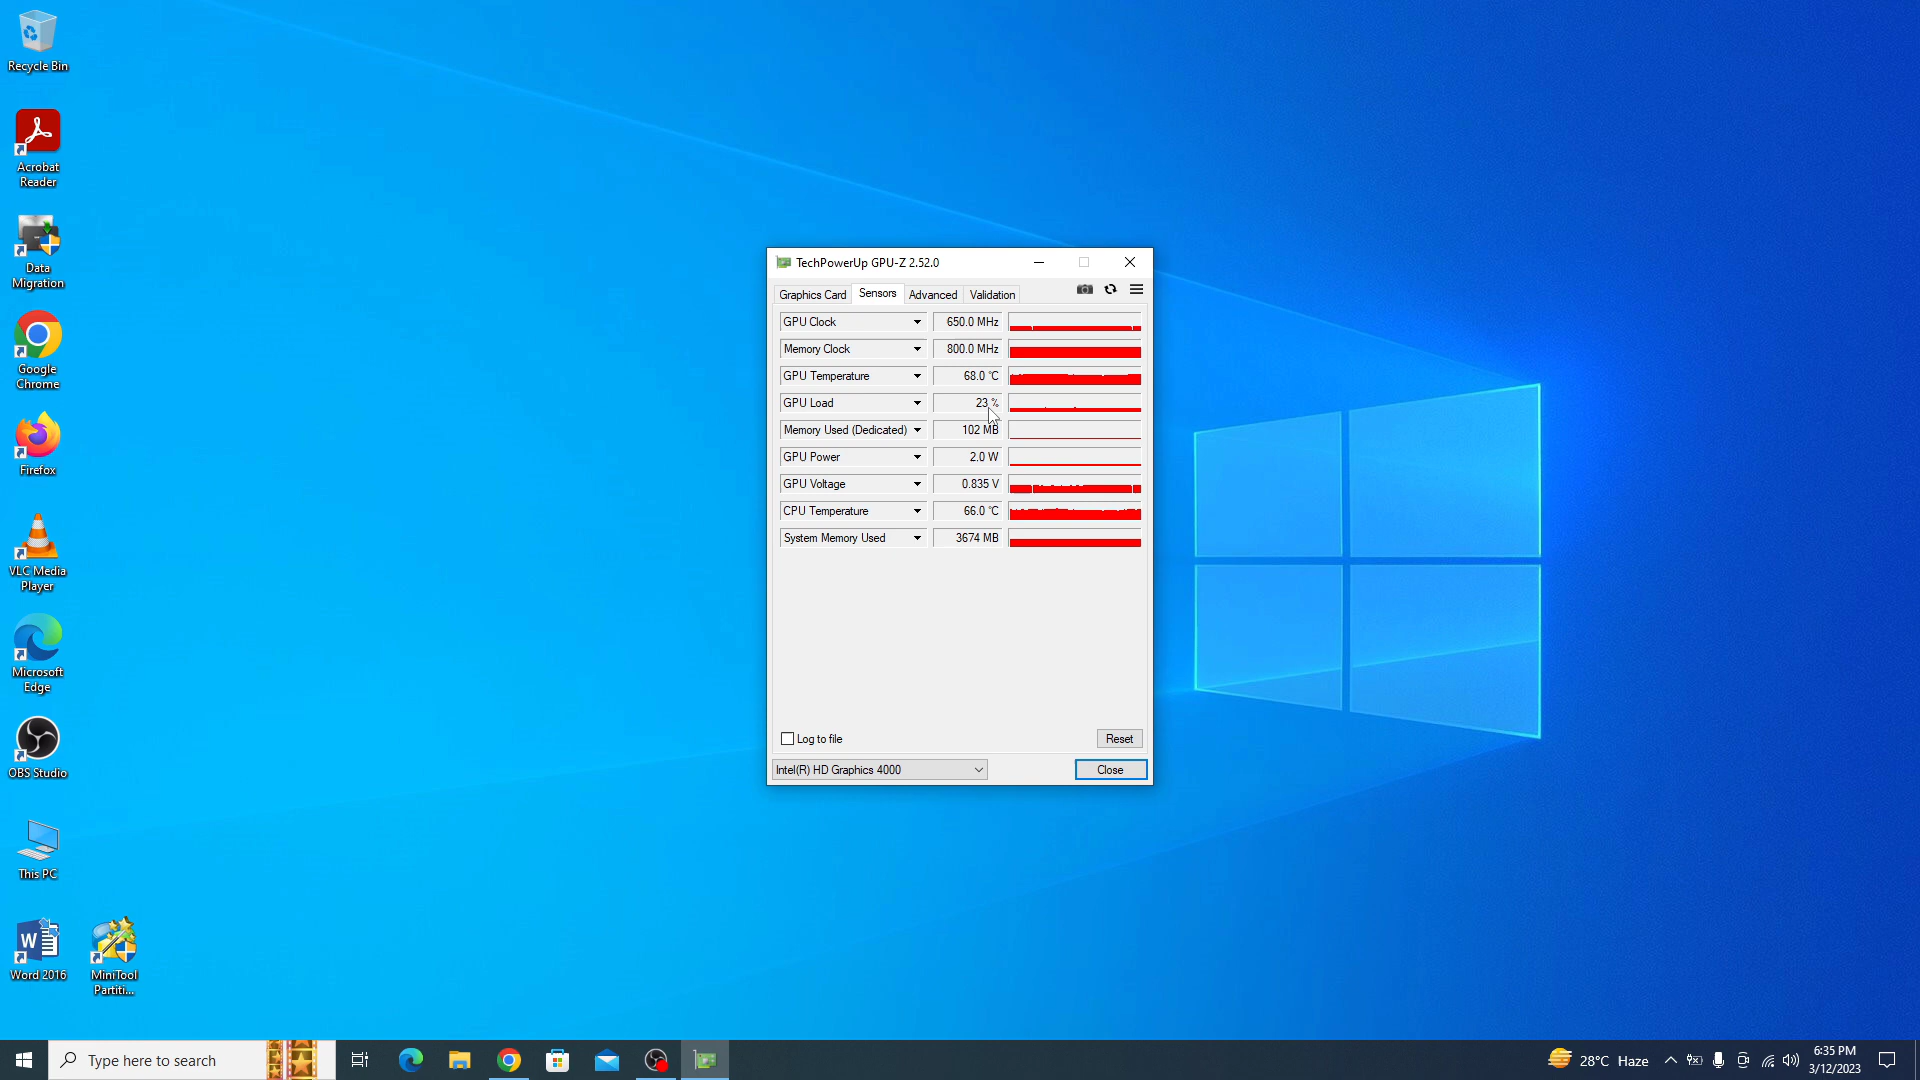 Recycle Bin
Acrobat
Reader
Data
Migration
Google
Chrome
Firefox
VLC Media
Player
Microsoft
Edge
OBS Studio
This PC
Word 2016
MiniTool
Partiti...
TechPowerUp GPU-Z 2.52.0
Graphics Card Sensors Advanced Validation
GPU Clock 650.0 MHz
Memory Clock 800.0 MHz
GPU Temperature 68.0 °C
GPU Load 23 %
Memory Used (Dedicated) 102 MB
GPU Power 2.0 W
GPU Voltage 0.835 V
CPU Temperature 66.0 °C
System Memory Used 3674 MB
Log to file Reset
Intel(R) HD Graphics 4000 Close
Type here to search
28°C Haze
6:35 PM
3/12/2023